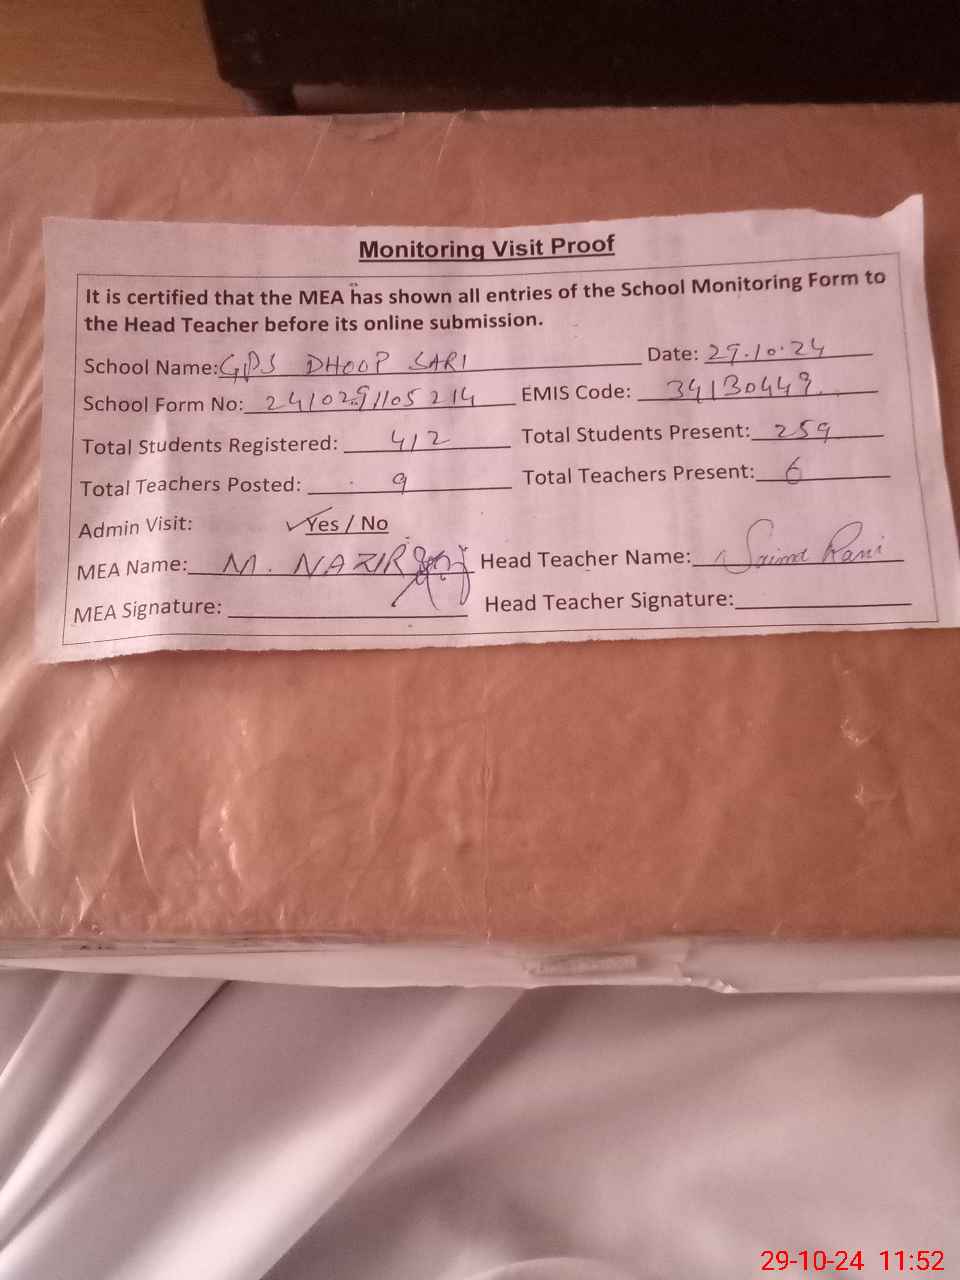 Monitoring Visit Proof
It is certified that the MEA has shown all entries of the School Monitoring Form to
the Head Teacher before its online submission.
School Name: GPS DHOOP SARI Date: 29.10.24
School Form No: 2410291105214 EMIS Code: 34130449
Total Students Registered: 412 Total Students Present: 259
Total Teachers Posted: 9 Total Teachers Present: 6
Admin Visit: Yes / No
MEA Name: M. NAZIR Head Teacher Name: Saima Rani
MEA Signature: Head Teacher Signature:
29-10-24 11:52